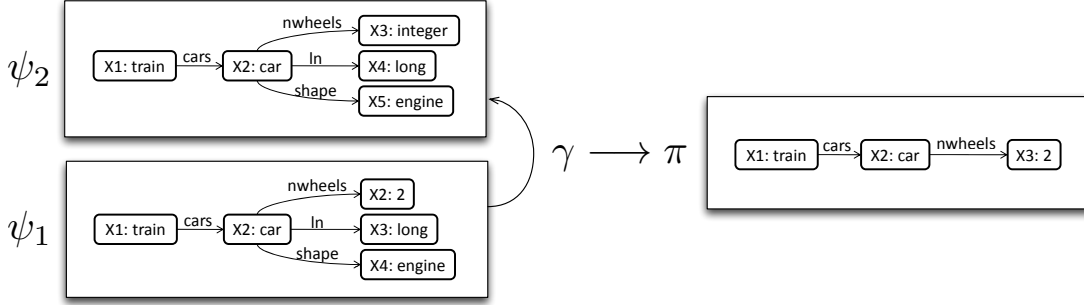 ψ2
X1: train
cars
X2: car
nwheels
X3: integer
ln
X4: long
shape
X5: engine
ψ1
X1: train
cars
X2: car
nwheels
X2: 2
ln
X3: long
shape
X4: engine
γ ⟶ π
X1: train
cars
X2: car
nwheels
X3: 2